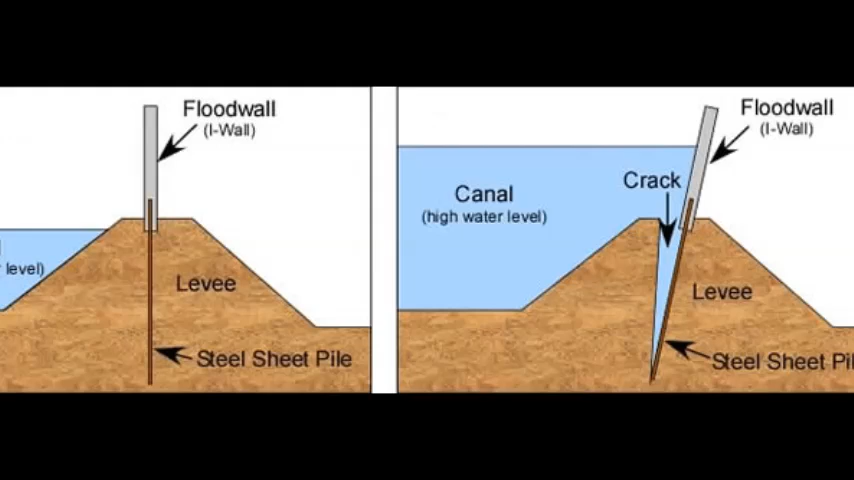 Floodwall
(I-Wall)
level)
Levee
Steel Sheet Pile
Floodwall
(I-Wall)
Crack
Canal
(high water level)
Levee
Steel Sheet Pil